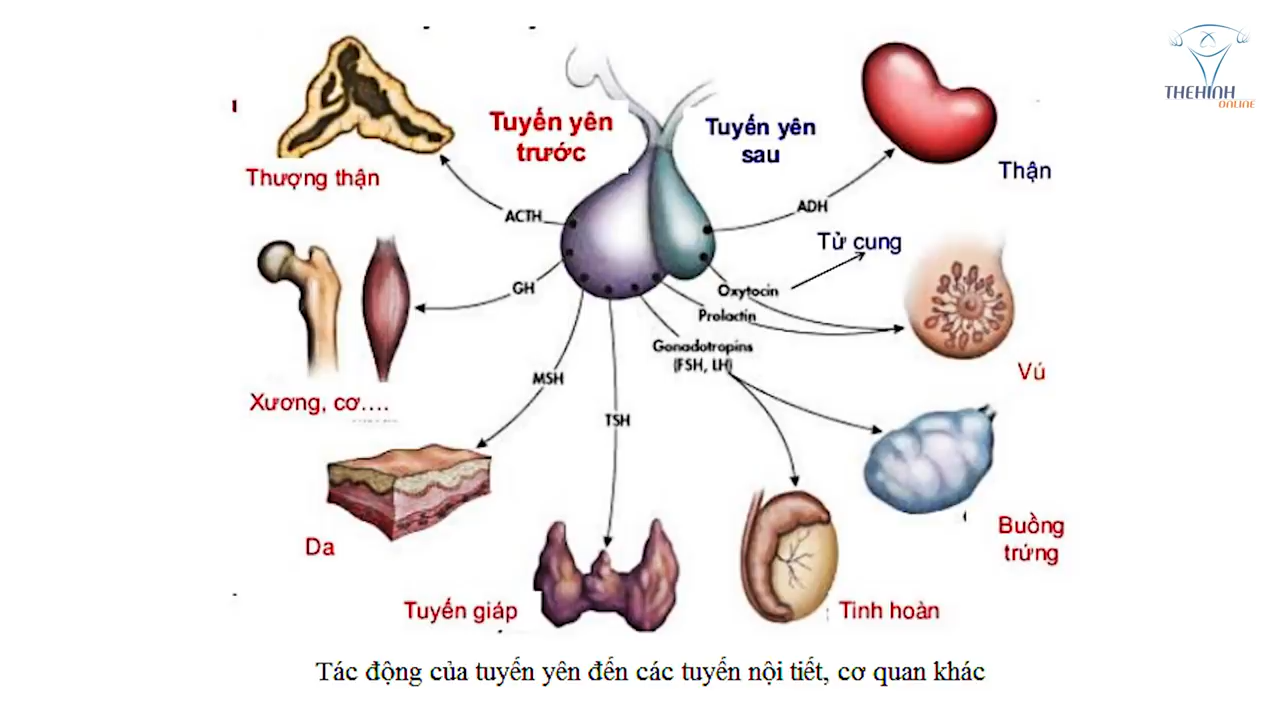 THEHINH
ONLINE
Tuyến yên
trước
Tuyến yên
sau
Thượng thận
Thận
ACTH
ADH
Tử cung
GH
Oxytocin
Prolactin
Gonadotropins
(FSH, LH)
Vú
MSH
Xương, cơ....
TSH
Da
Buồng
trứng
Tuyến giáp
Tinh hoàn
Tác động của tuyến yên đến các tuyến nội tiết, cơ quan khác